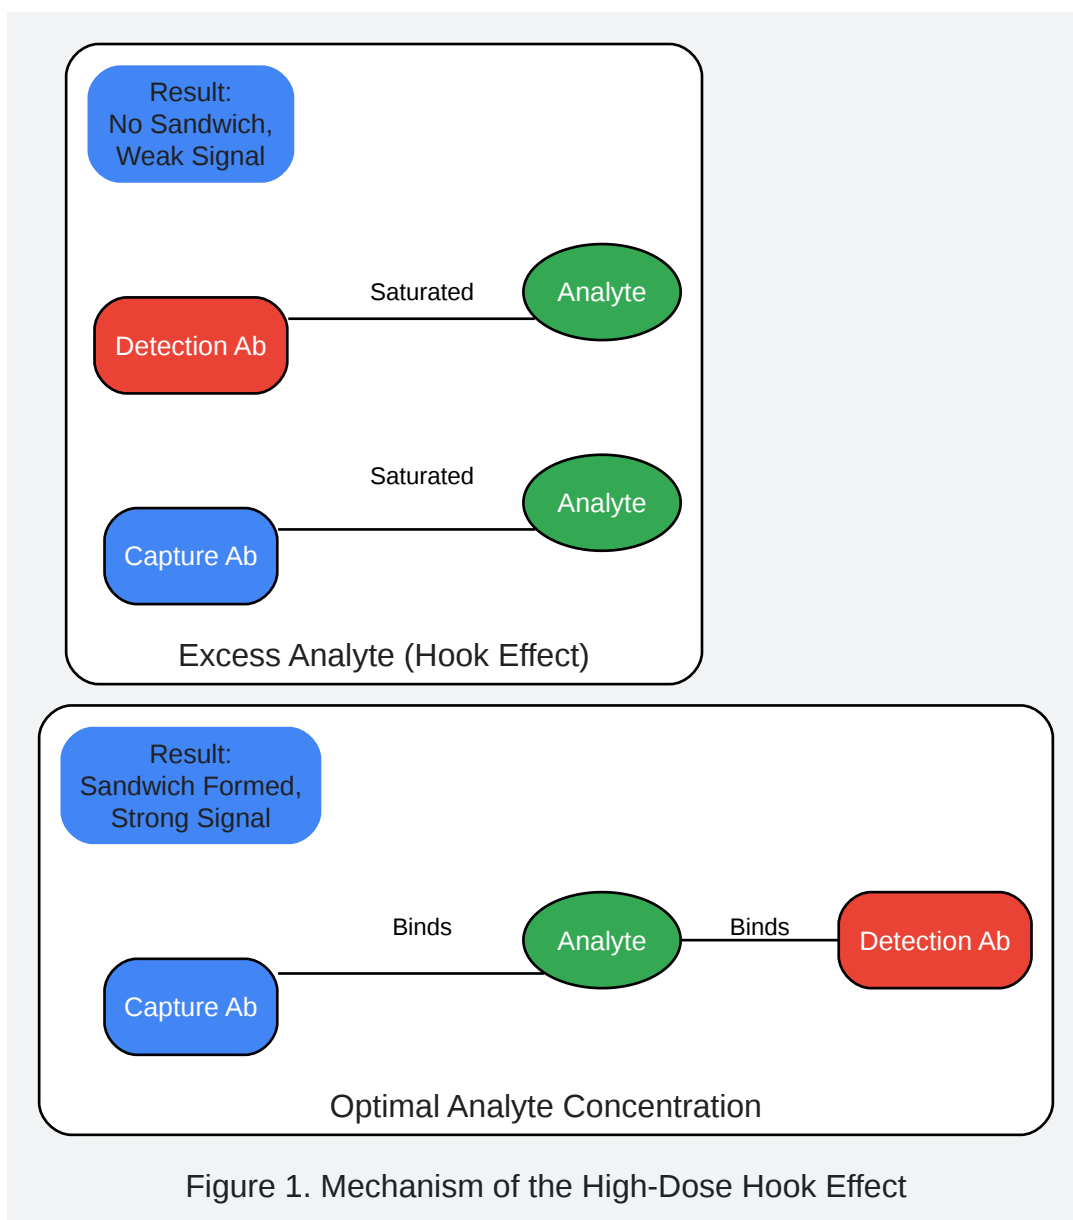 Result:
No Sandwich,
Weak Signal
Saturated
Analyte
Detection Ab
Saturated
Analyte
Capture Ab
Excess Analyte (Hook Effect)
Result:
Sandwich Formed,
Strong Signal
Binds
Analyte
Binds
Detection Ab
Capture Ab
Optimal Analyte Concentration
Figure 1. Mechanism of the High-Dose Hook Effect